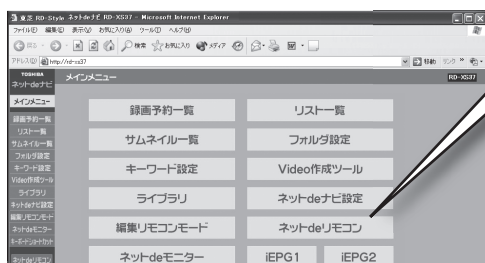 東芝 RD-Style ネットdeナビ RD-XS37 - Microsoft Internet Explorer
ファイル(F) 編集(E) 表示(V) お気に入り(A) ツール(T) ヘルプ(H)
戻る 検索 お気に入り メディア
アドレス(D) http://rd-xs37 移動 リンク
TOSHIBA
ネットdeナビ
メインメニュー
RD-XS37
メインメニュー
録画予約一覧
リスト一覧
サムネイル一覧
フォルダ設定
キーワード設定
Video作成ツール
ライブラリ
ネットdeナビ設定
編集リモコンモード
ネットdeモニター
キーボードショートカット
ネットdeリモコン
録画予約一覧 リスト一覧
サムネイル一覧 フォルダ設定
キーワード設定 Video作成ツール
ライブラリ ネットdeナビ設定
編集リモコンモード ネットdeリモコン
ネットdeモニター iEPG1 iEPG2